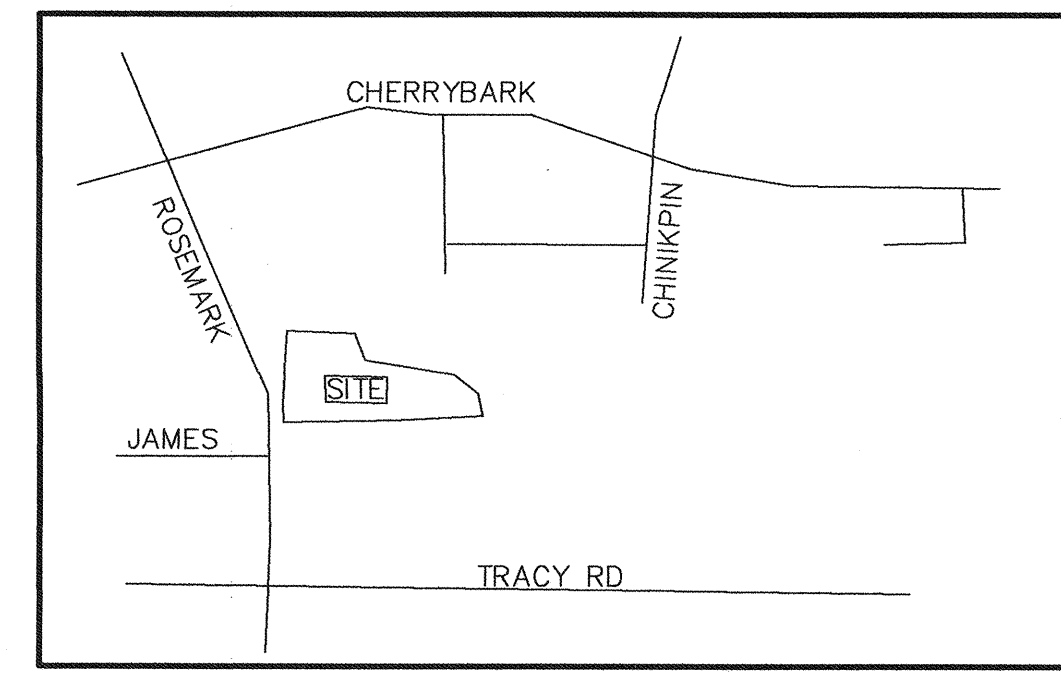 CHERRYBARK
ROSEMARK
CHINIKPIN
SITE
JAMES
TRACY RD